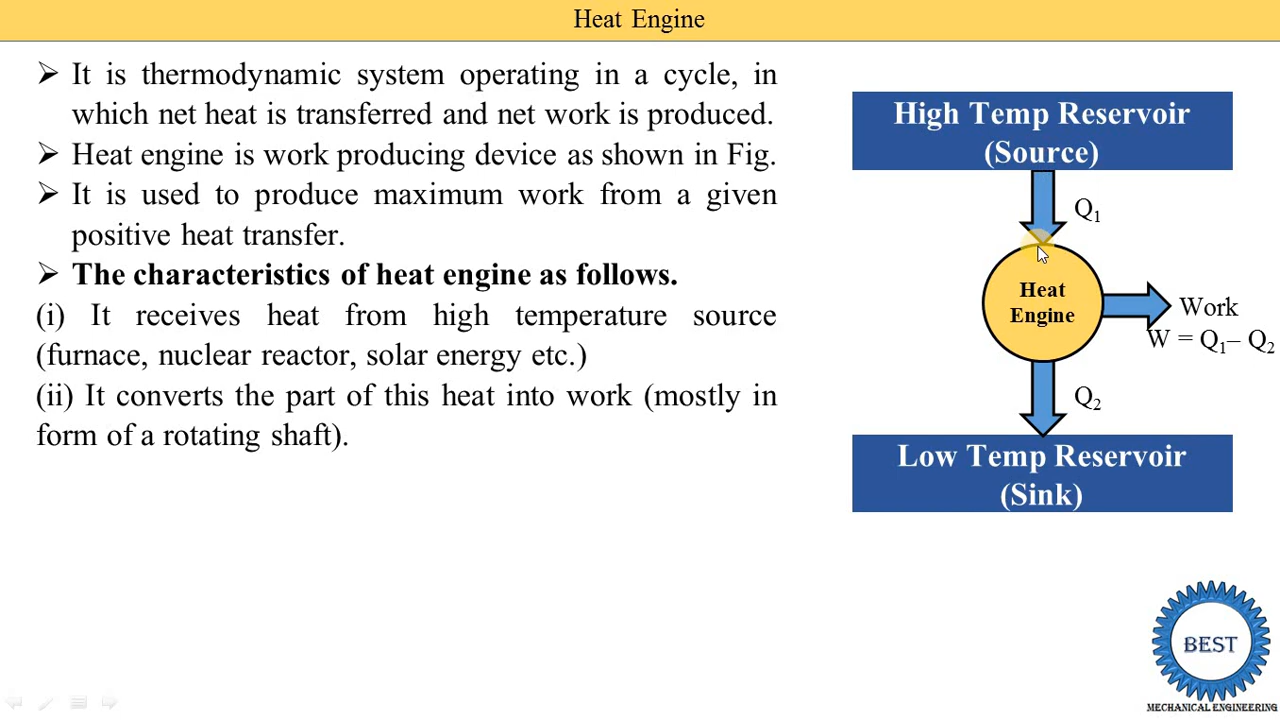 Heat Engine
➢ It is thermodynamic system operating in a cycle, in
which net heat is transferred and net work is produced.
➢ Heat engine is work producing device as shown in Fig.
➢ It is used to produce maximum work from a given
positive heat transfer.
➢ The characteristics of heat engine as follows.
(i) It receives heat from high temperature source
(furnace, nuclear reactor, solar energy etc.)
(ii) It converts the part of this heat into work (mostly in
form of a rotating shaft).
High Temp Reservoir
(Source)
Q₁
Heat
Engine
Work
W = Q₁– Q₂
Q₂
Low Temp Reservoir
(Sink)
BEST
MECHANICAL ENGINEERING